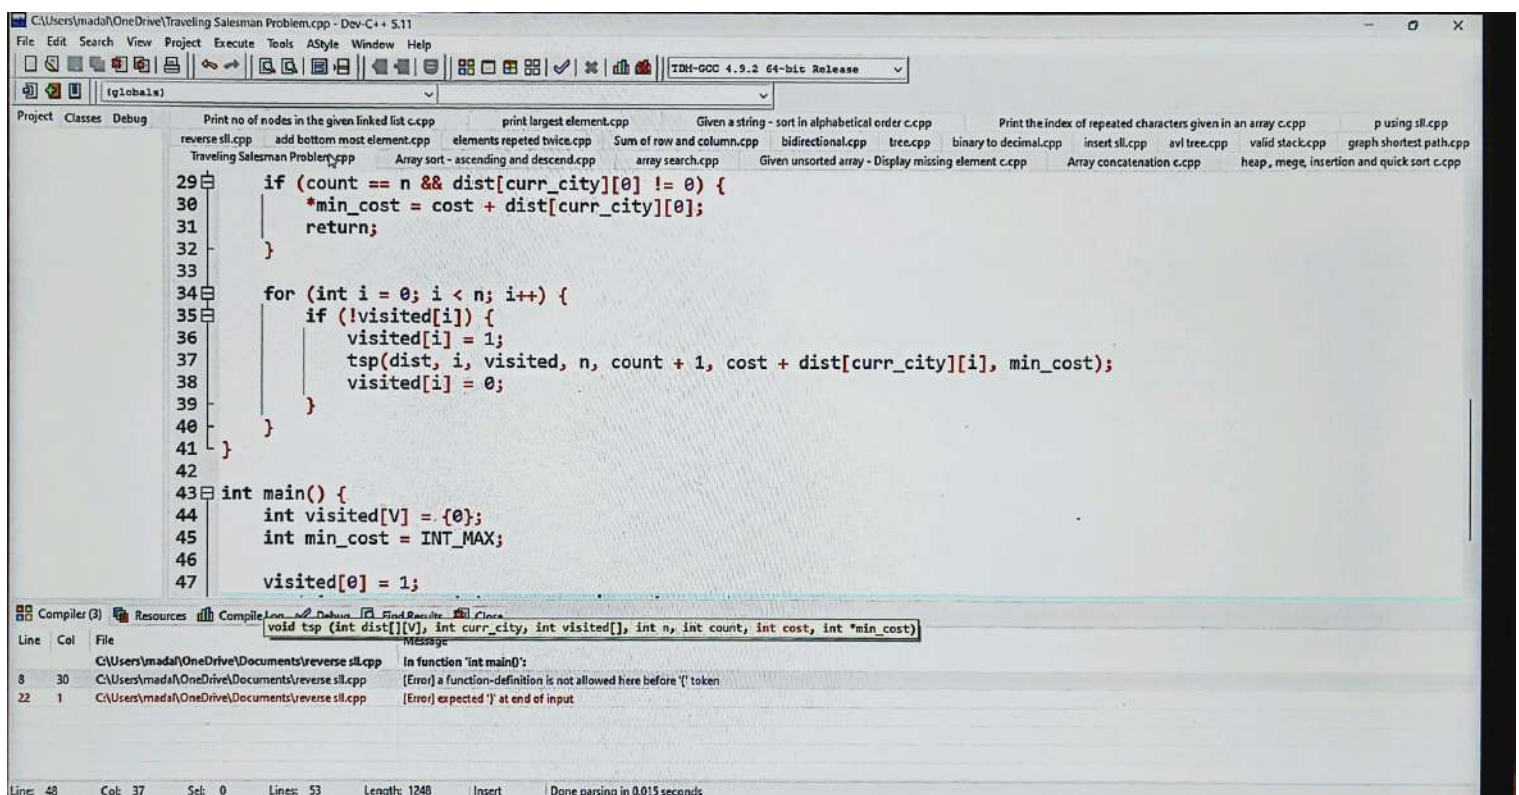 C:\Users\madal\OneDrive\Traveling Salesman Problem.cpp - Dev-C++ 5.11
File Edit Search View Project Execute Tools AStyle Window Help
TDM-GCC 4.9.2 64-bit Release
(globals)
Project Classes Debug
Print no of nodes in the given linked list c.cpp print largest element.cpp Given a string - sort in alphabetical order c.cpp Print the index of repeated characters given in an array c.cpp p using sll.cpp
reverse sll.cpp add bottom most element.cpp elements repeted twice.cpp Sum of row and column.cpp bidirectional.cpp tree.cpp binary to decimal.cpp insert sll.cpp avl tree.cpp valid stack.cpp graph shortest path.cpp
Traveling Salesman Problem.cpp Array sort - ascending and descend.cpp array search.cpp Given unsorted array - Display missing element c.cpp Array concatenation c.cpp heap , mege, insertion and quick sort c.cpp
29 if (count == n && dist[curr_city][0] != 0) {
30 *min_cost = cost + dist[curr_city][0];
31 return;
32 }
33
34 for (int i = 0; i < n; i++) {
35 if (!visited[i]) {
36 visited[i] = 1;
37 tsp(dist, i, visited, n, count + 1, cost + dist[curr_city][i], min_cost);
38 visited[i] = 0;
39 }
40 }
41 }
42
43 int main() {
44 int visited[V] = {0};
45 int min_cost = INT_MAX;
46
47 visited[0] = 1;
Compiler (3) Resources Compile Log Debug Find Results Close
void tsp (int dist[][V], int curr_city, int visited[], int n, int count, int cost, int *min_cost)
Line Col File Message
C:\Users\madal\OneDrive\Documents\reverse sll.cpp In function 'int main()':
8 30 C:\Users\madal\OneDrive\Documents\reverse sll.cpp [Error] a function-definition is not allowed here before '{' token
22 1 C:\Users\madal\OneDrive\Documents\reverse sll.cpp [Error] expected '}' at end of input
Line: 48 Col: 37 Sel: 0 Lines: 53 Length: 1248 Insert Done parsing in 0.015 seconds